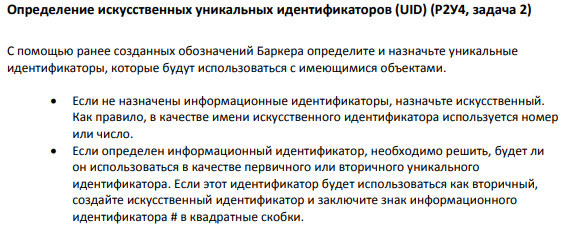 Определение искусственных уникальных идентификаторов (UID) (Р2У4, задача 2)
С помощью ранее созданных обозначений Баркера определите и назначьте уникальные
идентификаторы, которые будут использоваться с имеющимися объектами.
• Если не назначены информационные идентификаторы, назначьте искусственный.
Как правило, в качестве имени искусственного идентификатора используется номер
или число.
• Если определен информационный идентификатор, необходимо решить, будет ли
он использоваться в качестве первичного или вторичного уникального
идентификатора. Если этот идентификатор будет использоваться как вторичный,
создайте искусственный идентификатор и заключите знак информационного
идентификатора # в квадратные скобки.